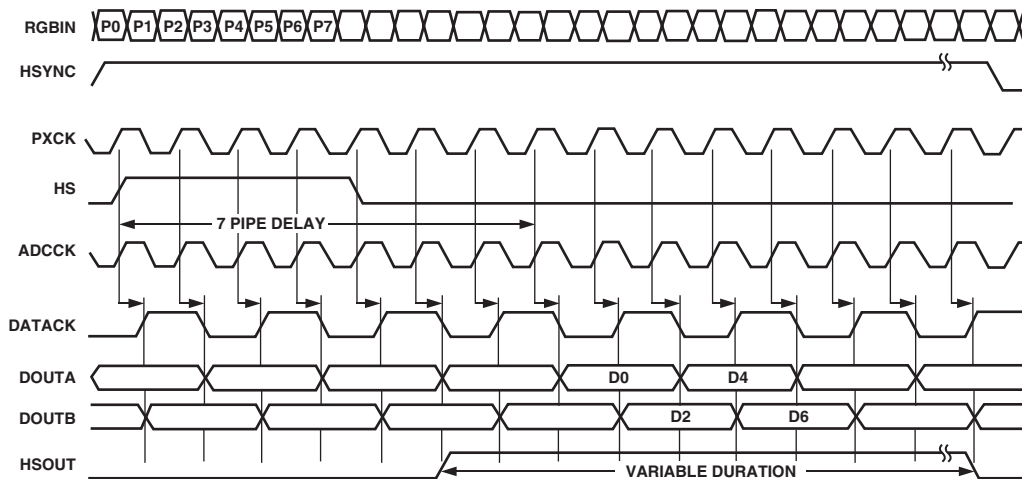 RGBIN P0 P1 P2 P3 P4 P5 P6 P7
HSYNC
PXCK
HS
7 PIPE DELAY
ADCCK
DATACK
DOUTA D0 D4
DOUTB D2 D6
HSOUT VARIABLE DURATION